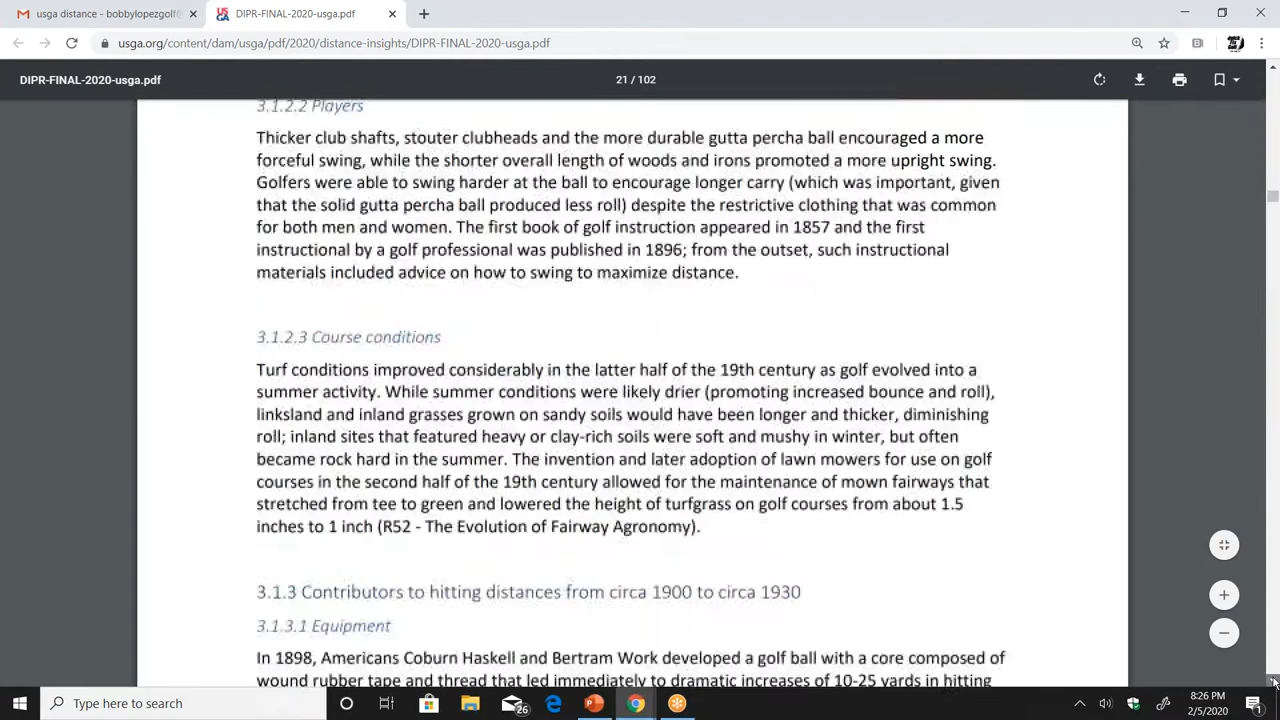 usga distance - bobbylopezgolf@
DIPR-FINAL-2020-usga.pdf
usga.org/content/dam/usga/pdf/2020/distance-insights/DIPR-FINAL-2020-usga.pdf
DIPR-FINAL-2020-usga.pdf
21 / 102
3.1.2.2 Players
Thicker club shafts, stouter clubheads and the more durable gutta percha ball encouraged a more
forceful swing, while the shorter overall length of woods and irons promoted a more upright swing.
Golfers were able to swing harder at the ball to encourage longer carry (which was important, given
that the solid gutta percha ball produced less roll) despite the restrictive clothing that was common
for both men and women. The first book of golf instruction appeared in 1857 and the first
instructional by a golf professional was published in 1896; from the outset, such instructional
materials included advice on how to swing to maximize distance.
3.1.2.3 Course conditions
Turf conditions improved considerably in the latter half of the 19th century as golf evolved into a
summer activity. While summer conditions were likely drier (promoting increased bounce and roll),
linksland and inland grasses grown on sandy soils would have been longer and thicker, diminishing
roll; inland sites that featured heavy or clay-rich soils were soft and mushy in winter, but often
became rock hard in the summer. The invention and later adoption of lawn mowers for use on golf
courses in the second half of the 19th century allowed for the maintenance of mown fairways that
stretched from tee to green and lowered the height of turfgrass on golf courses from about 1.5
inches to 1 inch (R52 - The Evolution of Fairway Agronomy).
3.1.3 Contributors to hitting distances from circa 1900 to circa 1930
3.1.3.1 Equipment
In 1898, Americans Coburn Haskell and Bertram Work developed a golf ball with a core composed of
wound rubber tape and thread that led immediately to dramatic increases of 10-25 yards in hitting
Type here to search
26
8:26 PM
2/5/2020
1